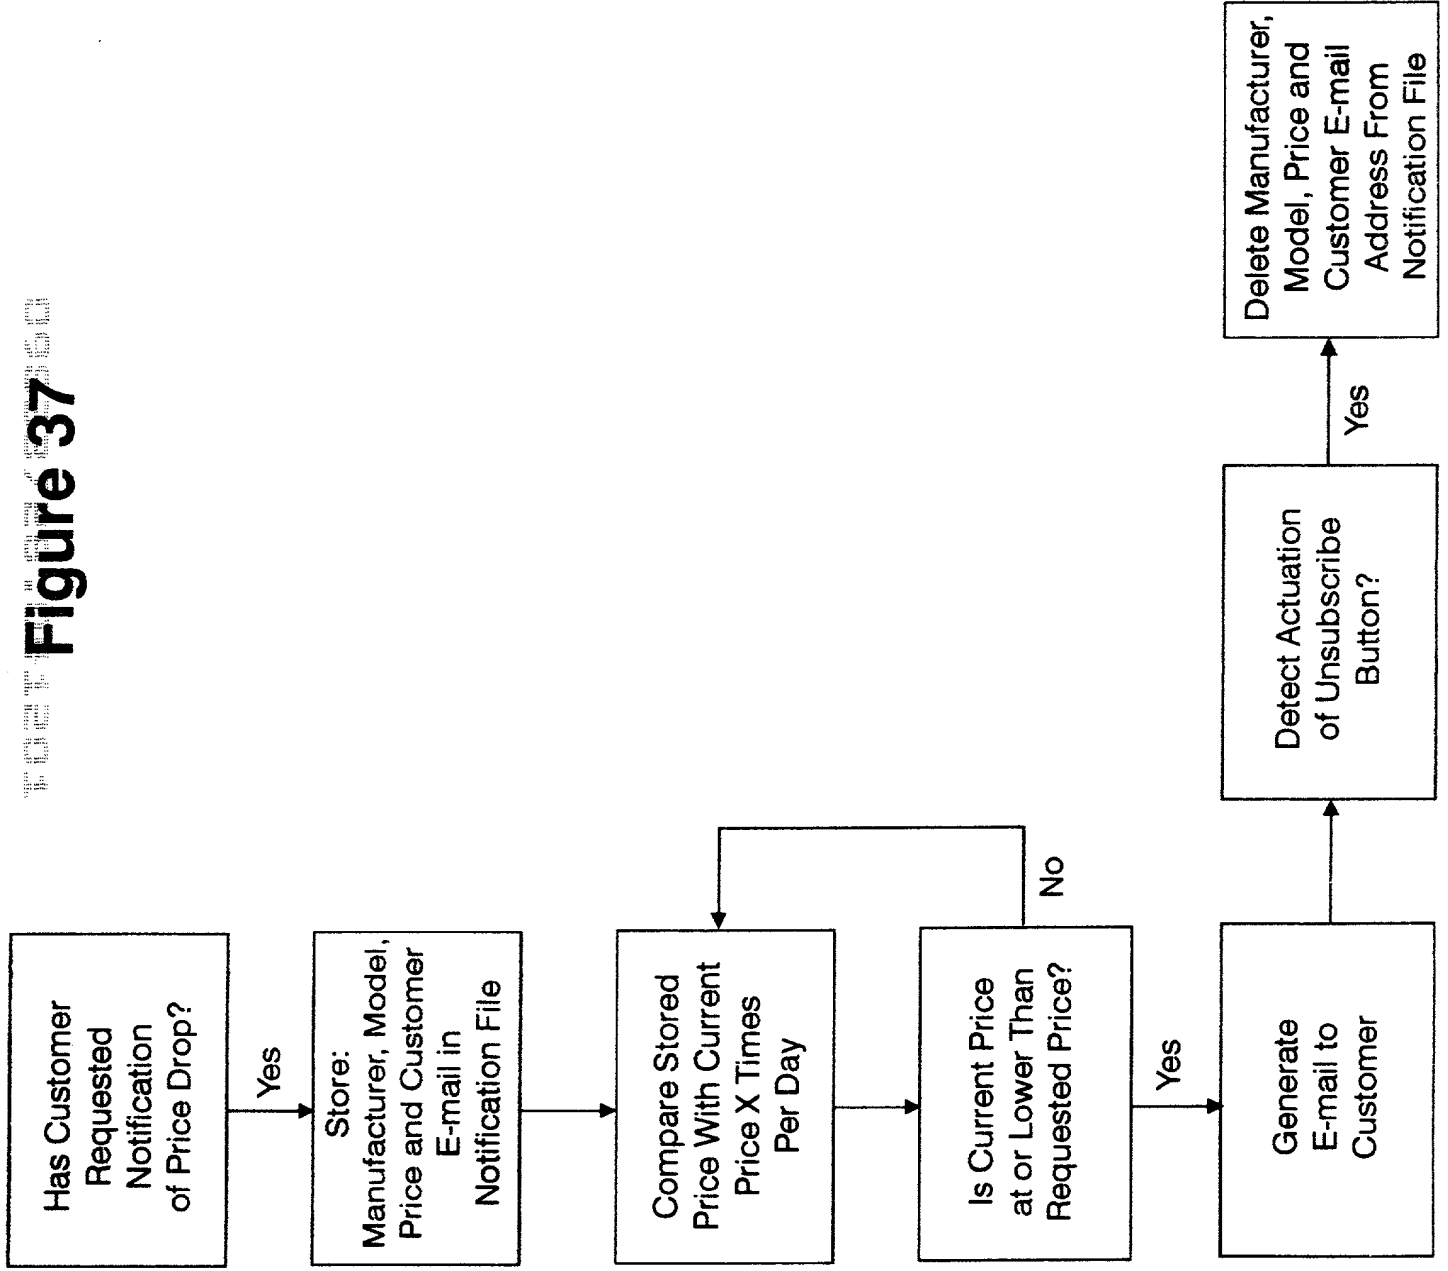 Figure 37
Has Customer
Requested
Notification
of Price Drop?
Yes
Store:
Manufacturer, Model,
Price and Customer
E-mail in
Notification File
Compare Stored
Price With Current
Price X Times
Per Day
No
Is Current Price
at or Lower Than
Requested Price?
Yes
Generate
E-mail to
Customer
Detect Actuation
of Unsubscribe
Button?
Yes
Delete Manufacturer,
Model, Price and
Customer E-mail
Address From
Notification File